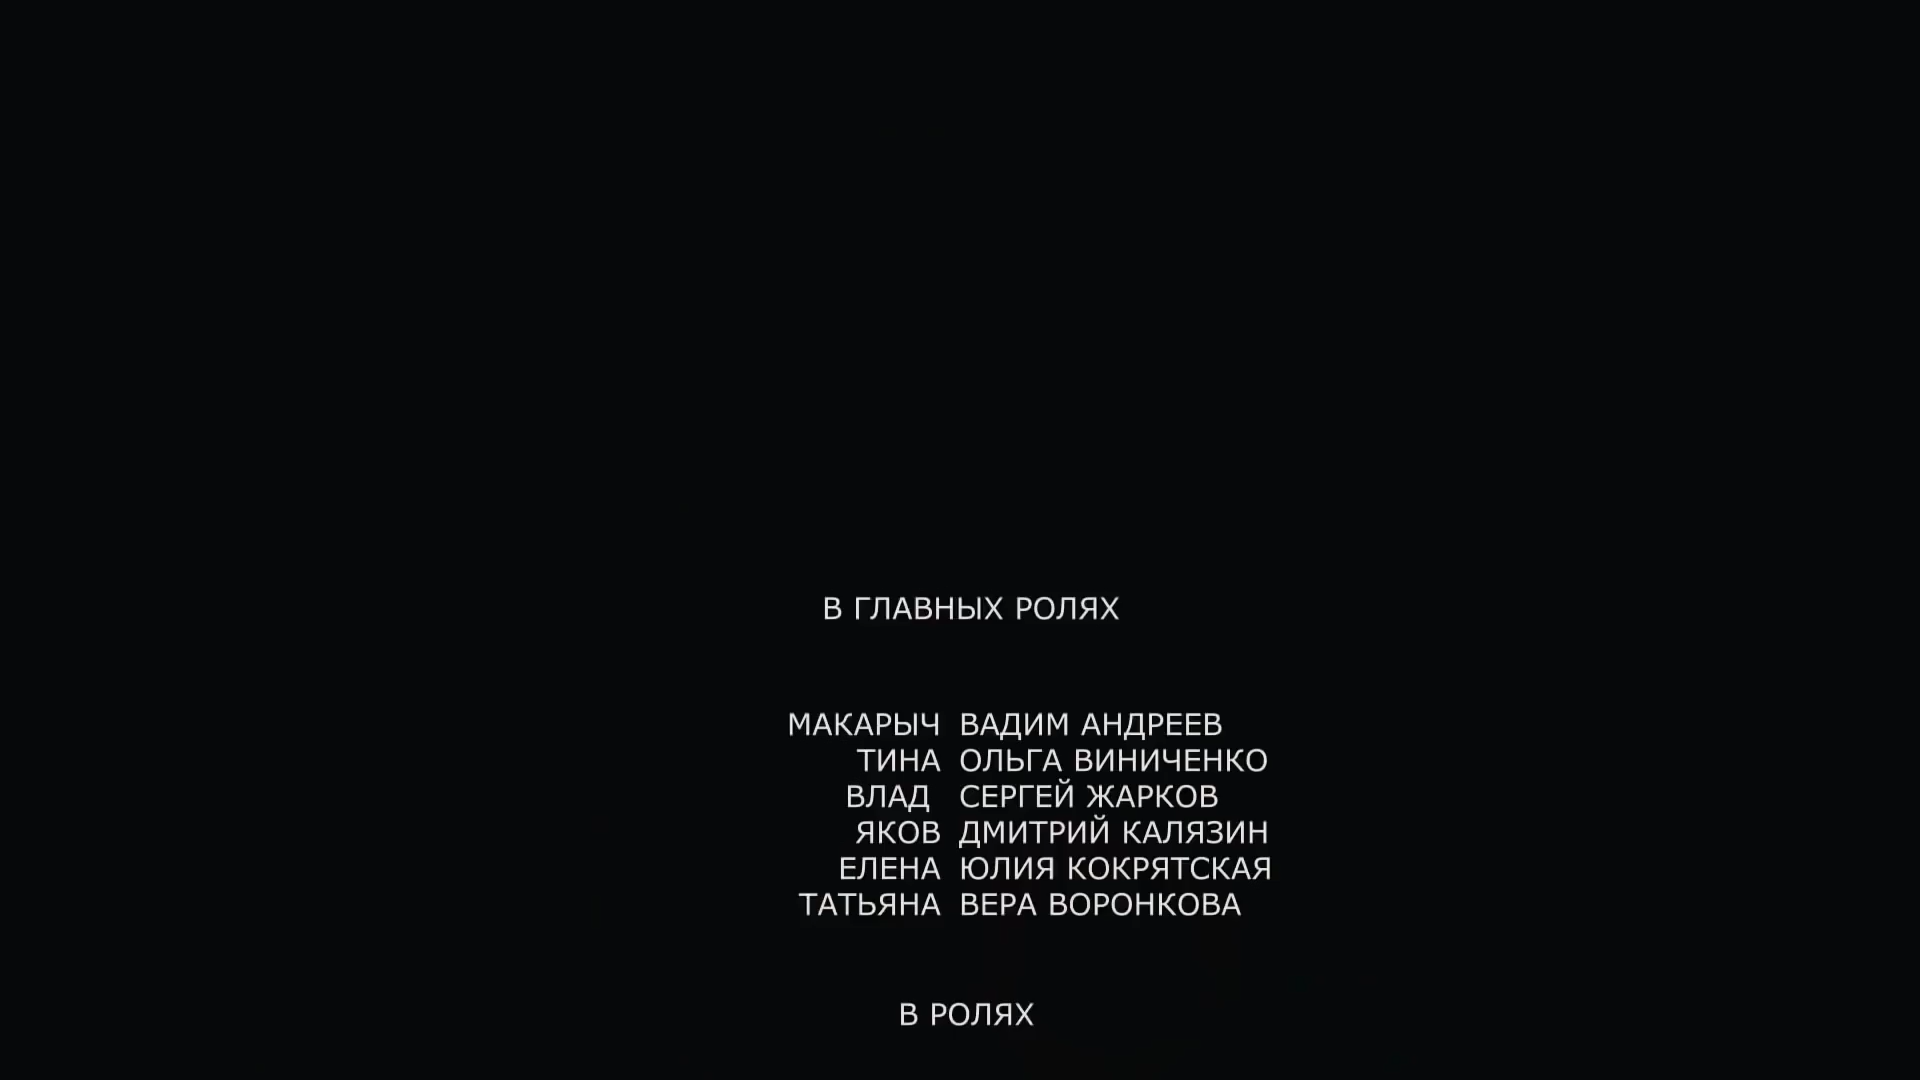 В ГЛАВНЫХ РОЛЯХ
МАКАРЫЧ ВАДИМ АНДРЕЕВ
ТИНА ОЛЬГА ВИНИЧЕНКО
ВЛАД СЕРГЕЙ ЖАРКОВ
ЯКОВ ДМИТРИЙ КАЛЯЗИН
ЕЛЕНА ЮЛИЯ КОКРЯТСКАЯ
ТАТЬЯНА ВЕРА ВОРОНКОВА
В РОЛЯХ